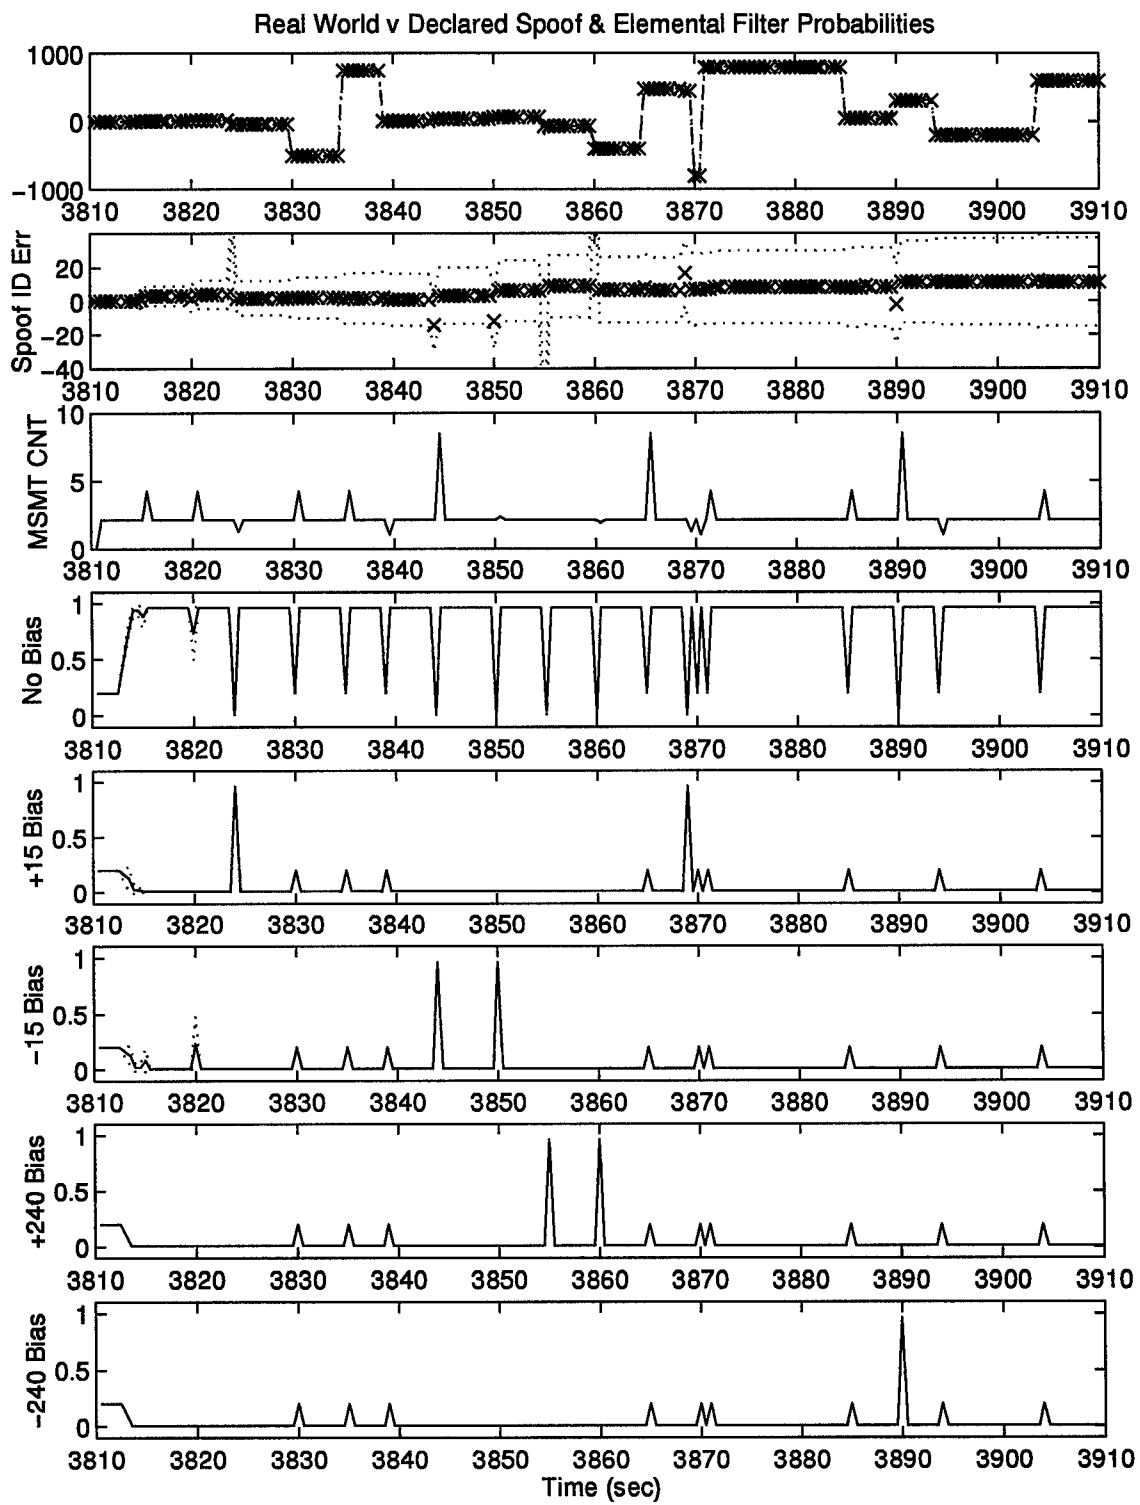 Real World v Declared Spoof & Elemental Filter Probabilities
1000
0
−1000
3810 3820 3830 3840 3850 3860 3870 3880 3890 3900 3910
Spoof ID Err
20
0
−20
−40
3810 3820 3830 3840 3850 3860 3870 3880 3890 3900 3910
MSMT CNT
10
5
0
3810 3820 3830 3840 3850 3860 3870 3880 3890 3900 3910
No Bias
1
0.5
0
3810 3820 3830 3840 3850 3860 3870 3880 3890 3900 3910
+15 Bias
1
0.5
0
3810 3820 3830 3840 3850 3860 3870 3880 3890 3900 3910
−15 Bias
1
0.5
0
3810 3820 3830 3840 3850 3860 3870 3880 3890 3900 3910
+240 Bias
1
0.5
0
3810 3820 3830 3840 3850 3860 3870 3880 3890 3900 3910
−240 Bias
1
0.5
0
3810 3820 3830 3840 3850 3860 3870 3880 3890 3900 3910
Time (sec)